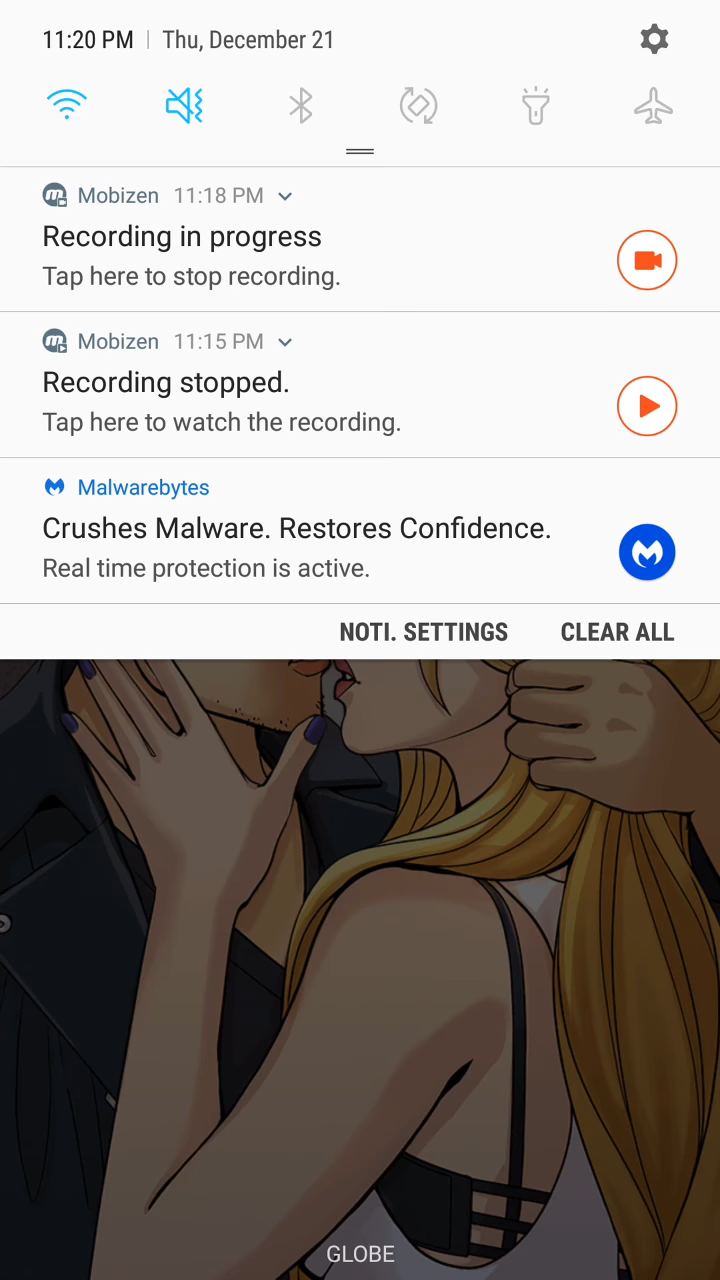 11:20 PM | Thu, December 21
Mobizen 11:18 PM
Recording in progress
Tap here to stop recording.
Mobizen 11:15 PM
Recording stopped.
Tap here to watch the recording.
Malwarebytes
Crushes Malware. Restores Confidence.
Real time protection is active.
NOTI. SETTINGS CLEAR ALL
GLOBE